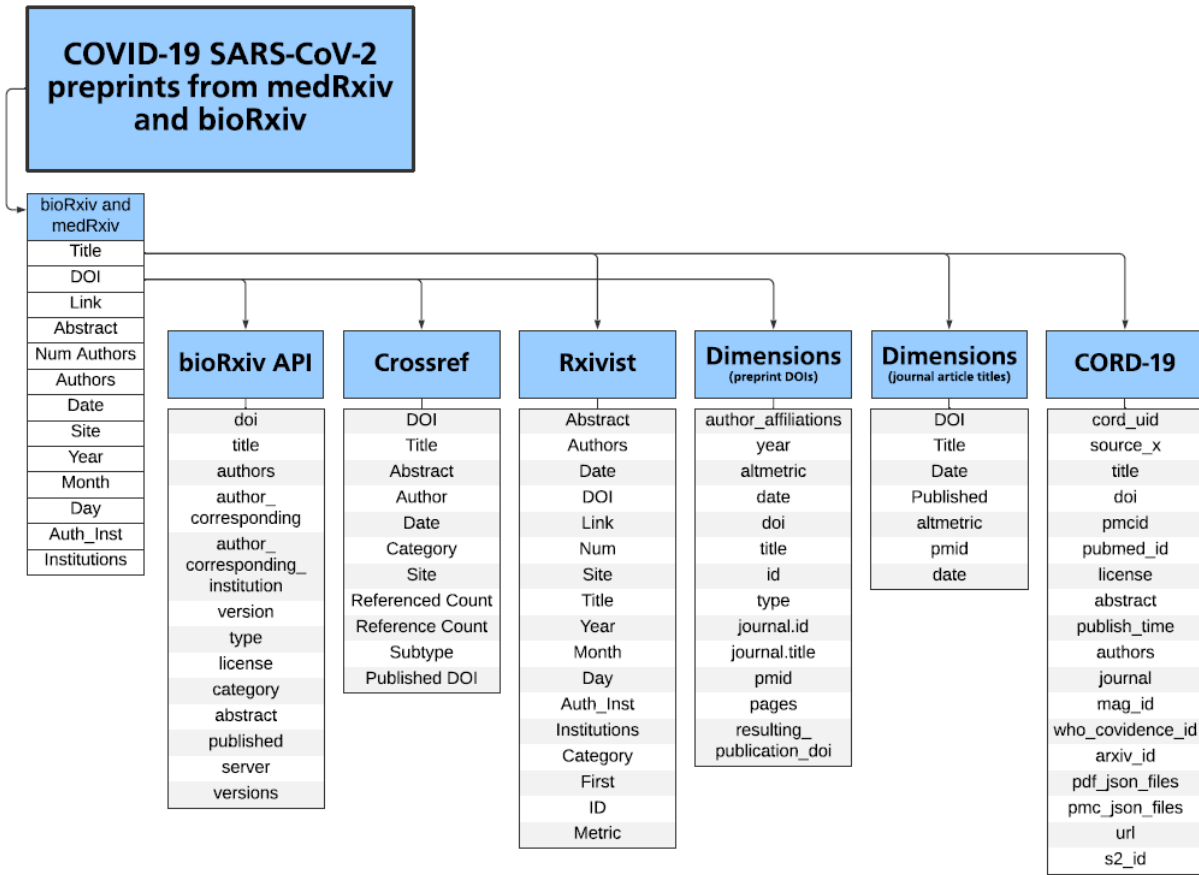 COVID-19 SARS-CoV-2
preprints from medRxiv
and bioRxiv
bioRxiv and
medRxiv
Title
DOI
Link
Abstract
Num Authors
Authors
Date
Site
Year
Month
Day
Auth_Inst
Institutions
bioRxiv API
doi
title
authors
author_
corresponding
author_
corresponding_
institution
version
type
license
category
abstract
published
server
versions
Crossref
DOI
Title
Abstract
Author
Date
Category
Site
Referenced Count
Reference Count
Subtype
Published DOI
Rxivist
Abstract
Authors
Date
DOI
Link
Num
Site
Title
Year
Month
Day
Auth_Inst
Institutions
Category
First
ID
Metric
Dimensions
(preprint DOIs)
author_affiliations
year
altmetric
date
doi
title
id
type
journal.id
journal.title
pmid
pages
resulting_
publication_doi
Dimensions
(journal article titles)
DOI
Title
Date
Published
altmetric
pmid
date
CORD-19
cord_uid
source_x
title
doi
pmcid
pubmed_id
license
abstract
publish_time
authors
journal
mag_id
who_covidence_id
arxiv_id
pdf_json_files
pmc_json_files
url
s2_id